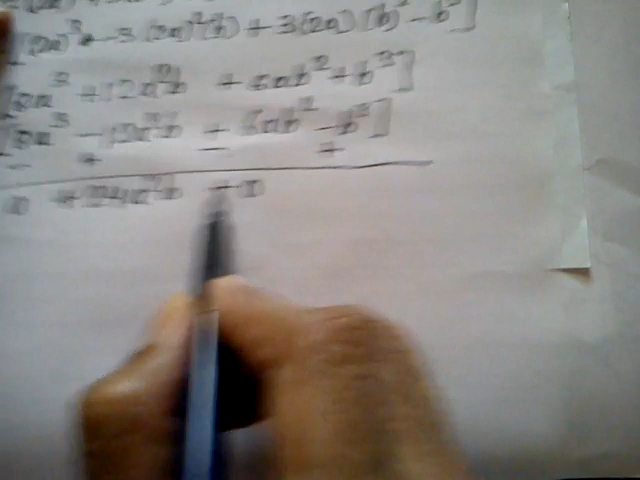 [(2a)³ - 3(2a)²(b) + 3(2a)(b)² - b³]
[8a³ + 12a²b + 6ab² + b³]
[8a³ - 12a²b + 6ab² - b³]
- + - +
0 + 24a²b + 0